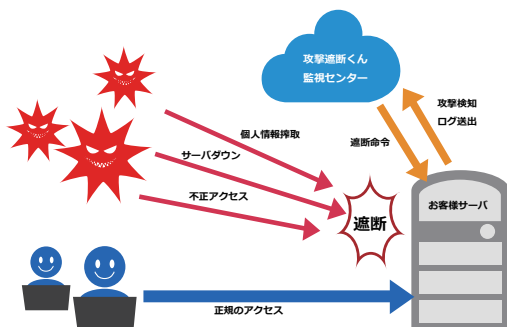 攻撃遮断くん
監視センター
攻撃検知
ログ送出
遮断命令
個人情報搾取
サーバダウン
不正アクセス
遮断
お客様サーバ
正規のアクセス